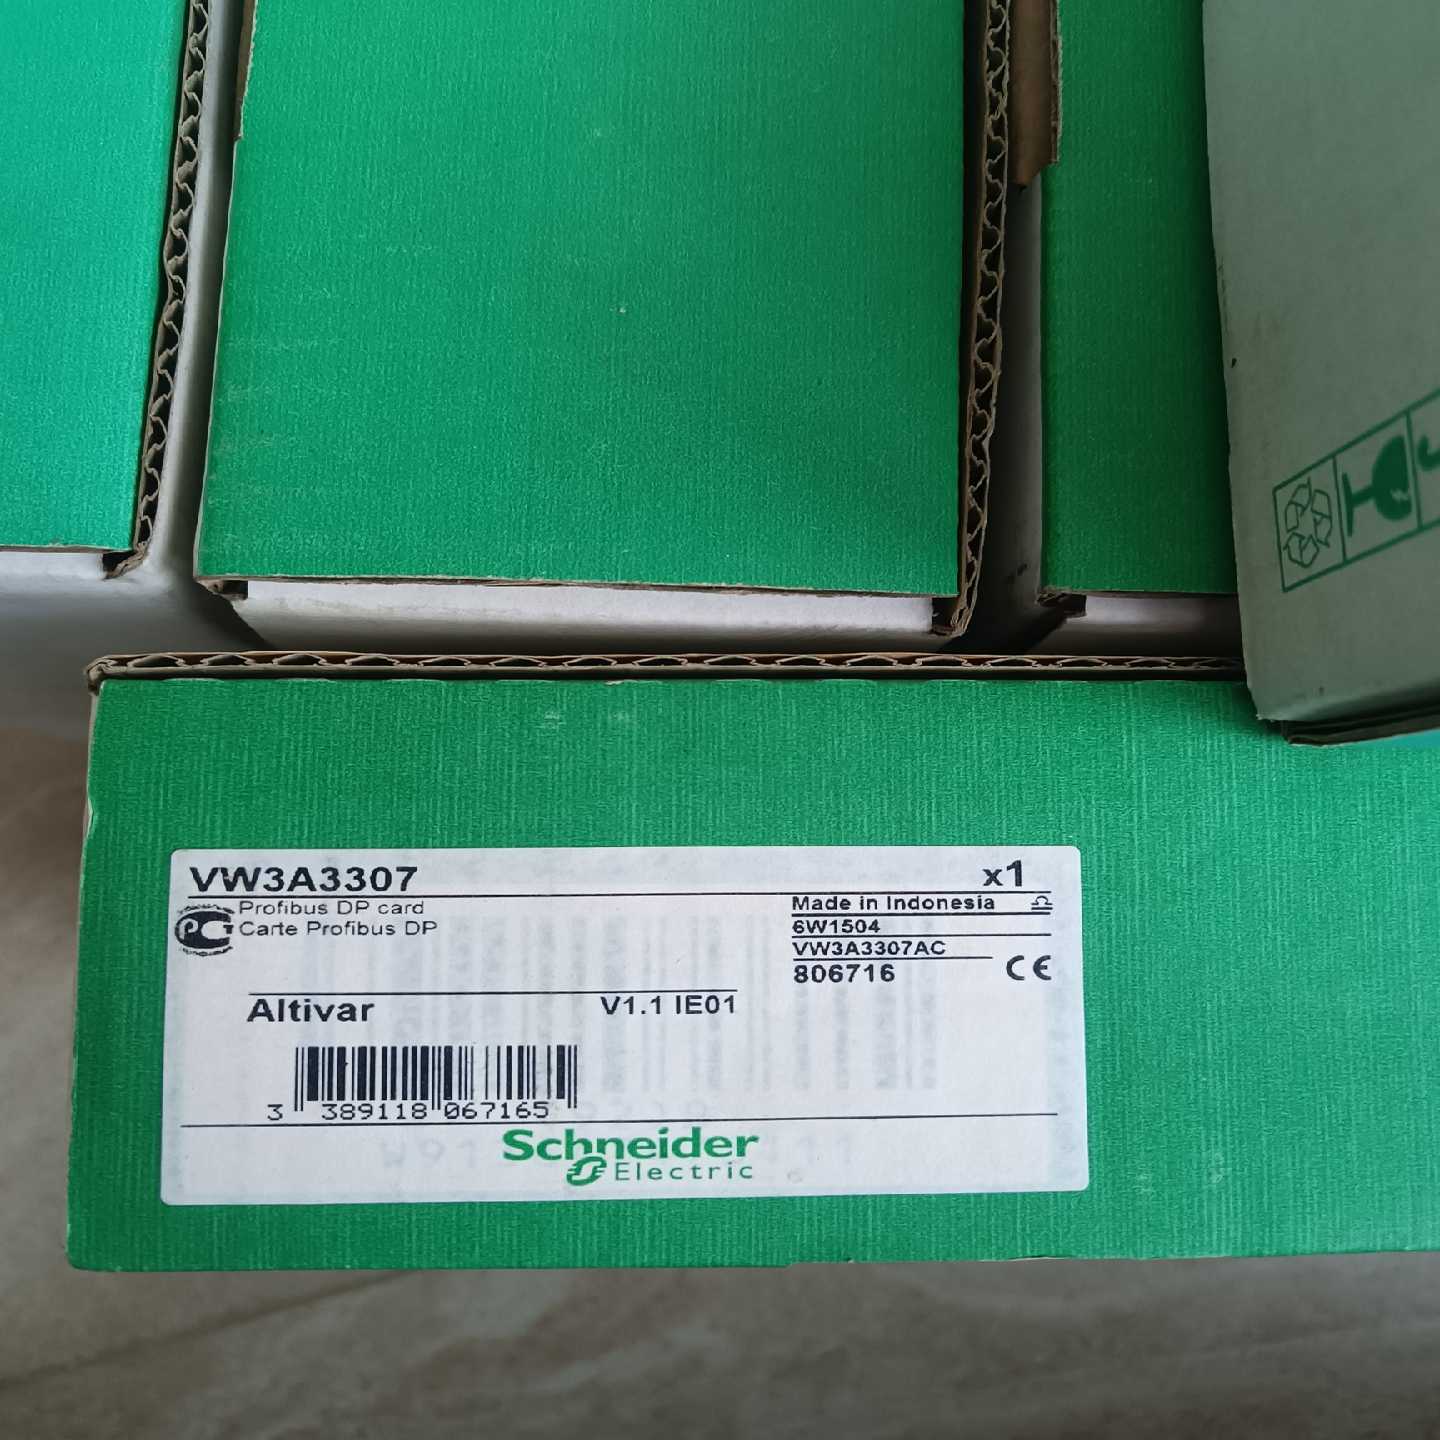 VW3A3307
x1
Profibus DP card
Carte Profibus DP
Made in Indonesia
6W1504
VW3A3307AC
806716
CE
Altivar
V1.1 IE01
3 389118 067165
Schneider
Electric